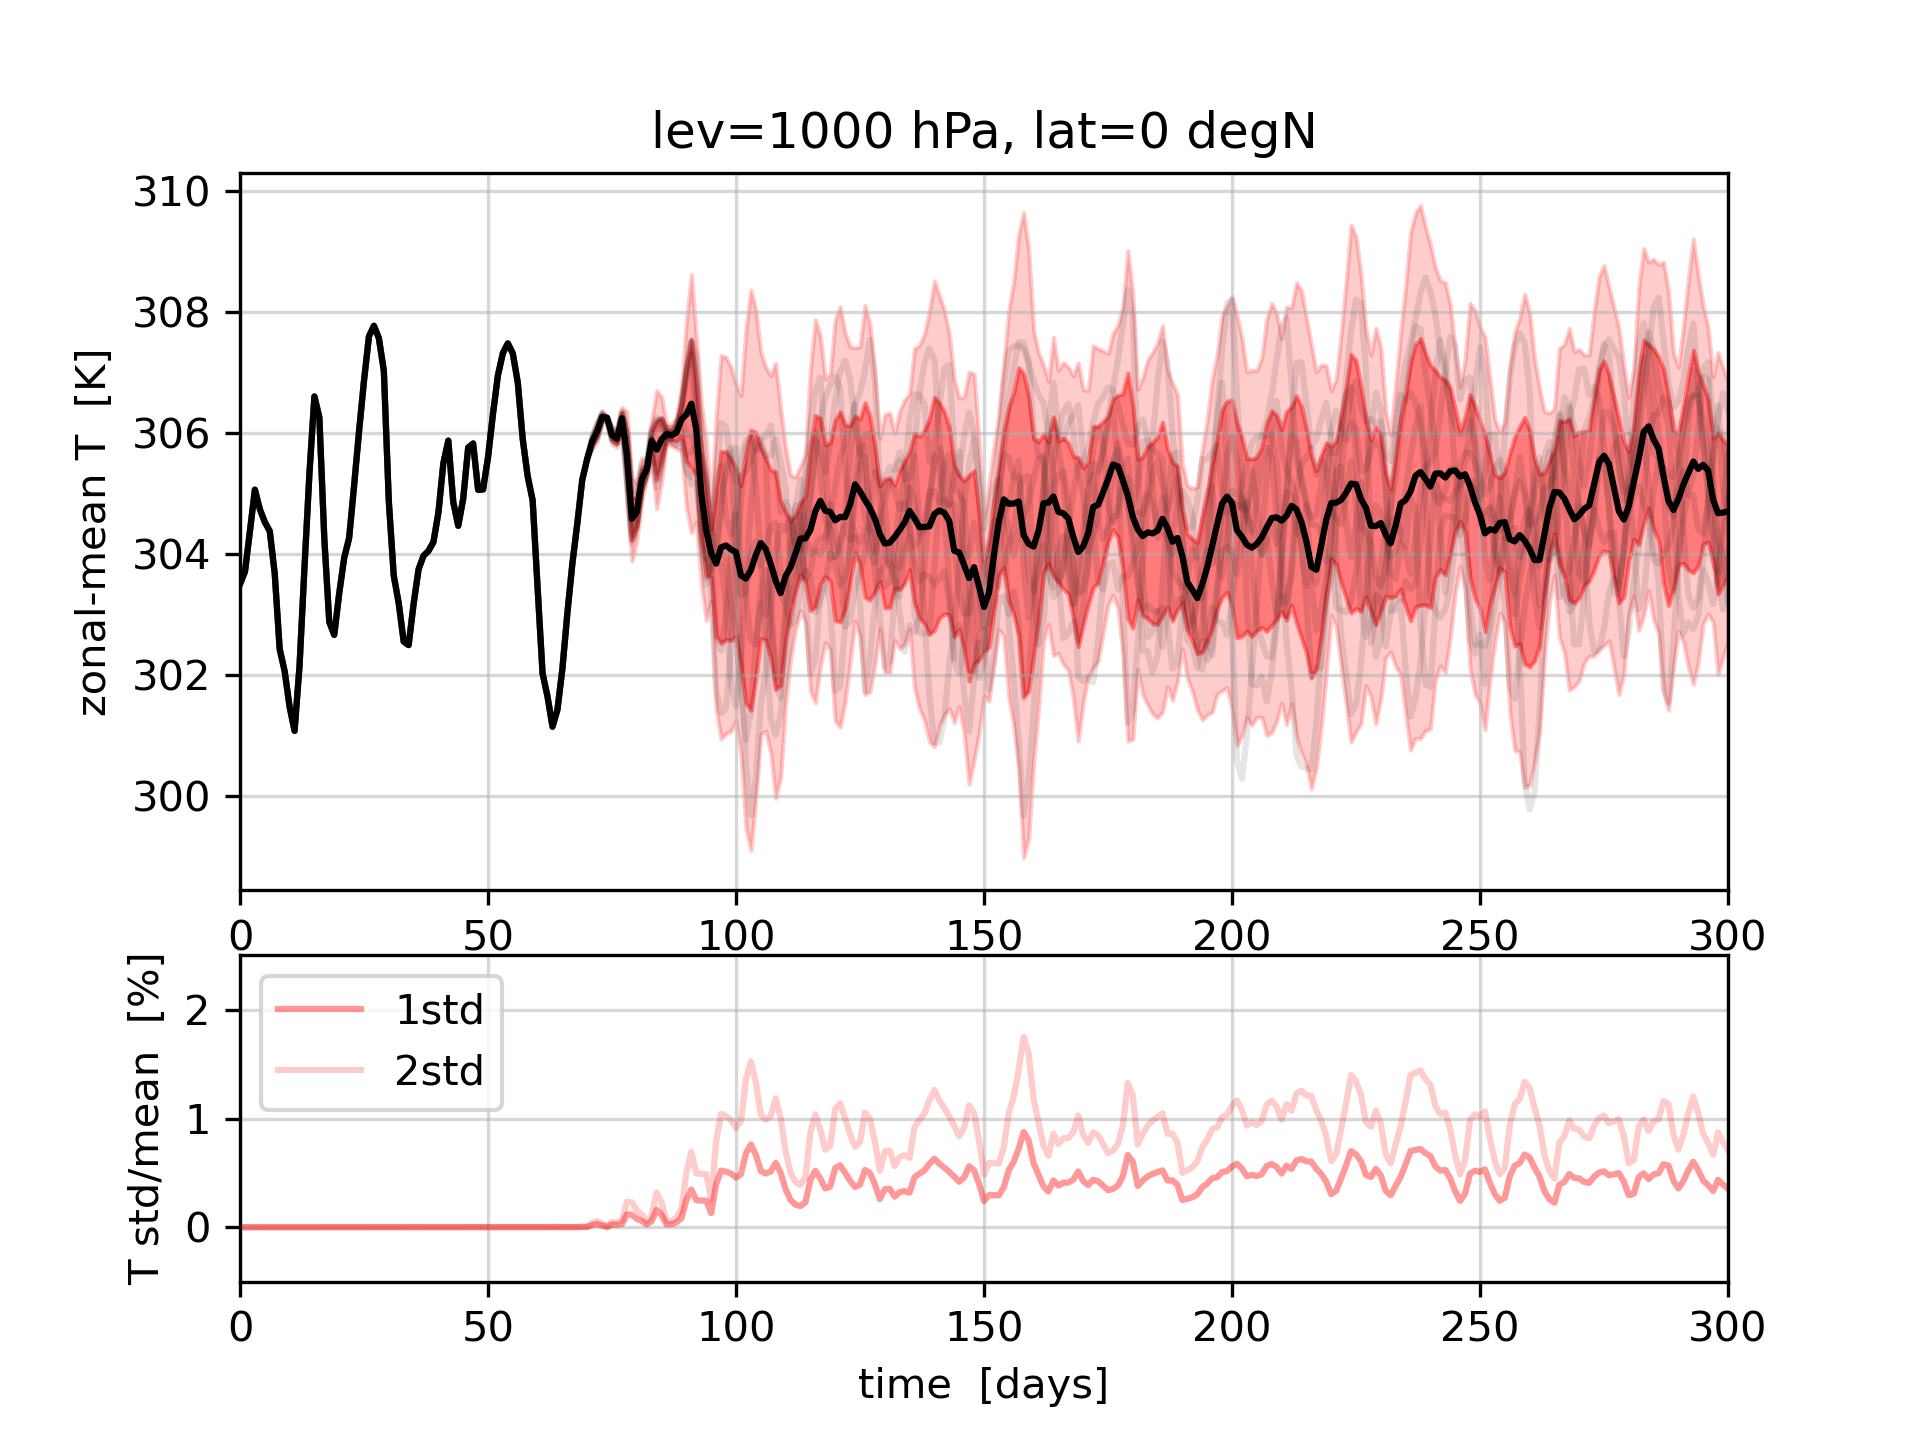 lev=1000 hPa, lat=0 degN
zonal-mean T [K]
310
308
306
304
302
300
0 50 100 150 200 250 300
T std/mean [%]
2
1
0
1std
2std
0 50 100 150 200 250 300
time [days]